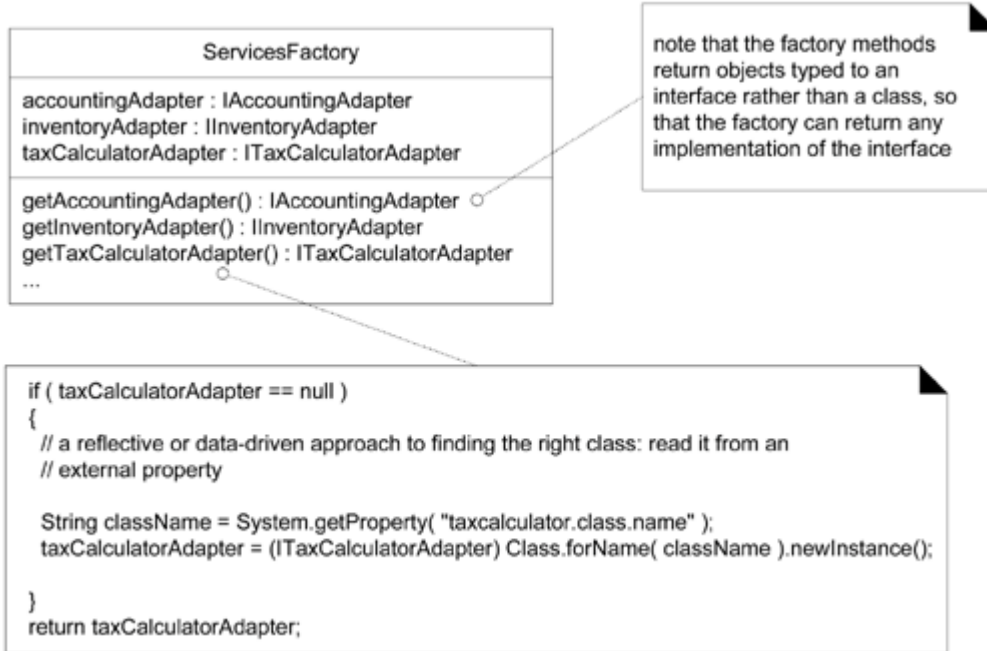 ServicesFactory
accountingAdapter : IAccountingAdapter
inventoryAdapter : IInventoryAdapter
taxCalculatorAdapter : ITaxCalculatorAdapter
getAccountingAdapter() : IAccountingAdapter
getInventoryAdapter() : IInventoryAdapter
getTaxCalculatorAdapter() : ITaxCalculatorAdapter
...
note that the factory methods
return objects typed to an
interface rather than a class, so
that the factory can return any
implementation of the interface
if ( taxCalculatorAdapter == null )
{
// a reflective or data-driven approach to finding the right class: read it from an
// external property
String className = System.getProperty( "taxcalculator.class.name" );
taxCalculatorAdapter = (ITaxCalculatorAdapter) Class.forName( className ).newInstance();
}
return taxCalculatorAdapter;